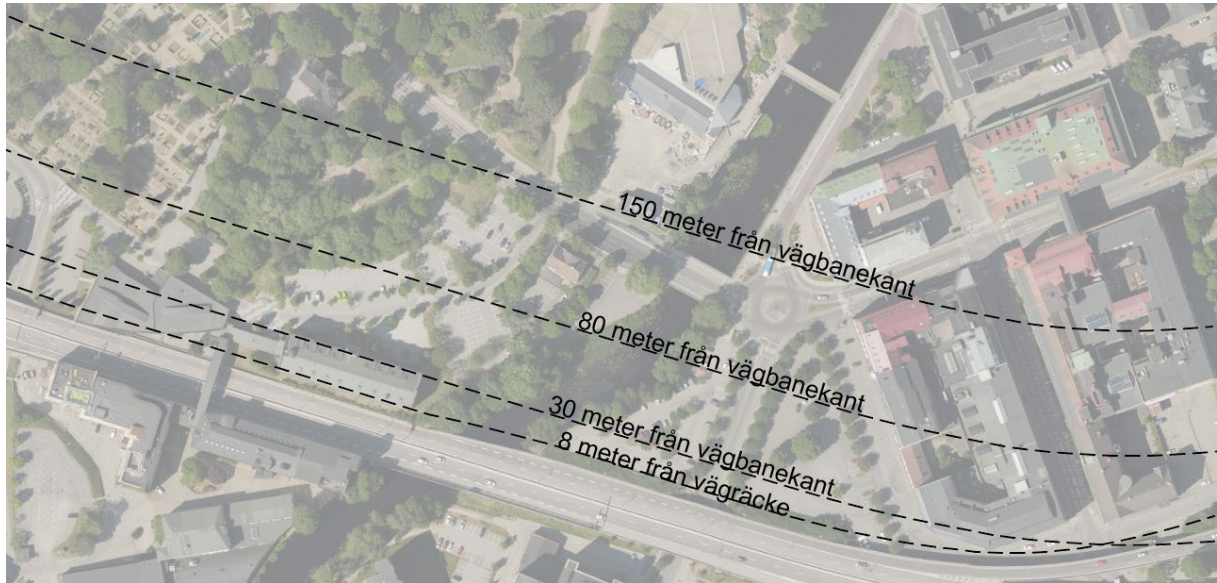 150 meter från vägbanekant
80 meter från vägbanekant
30 meter från vägbanekant
8 meter från vägräcke